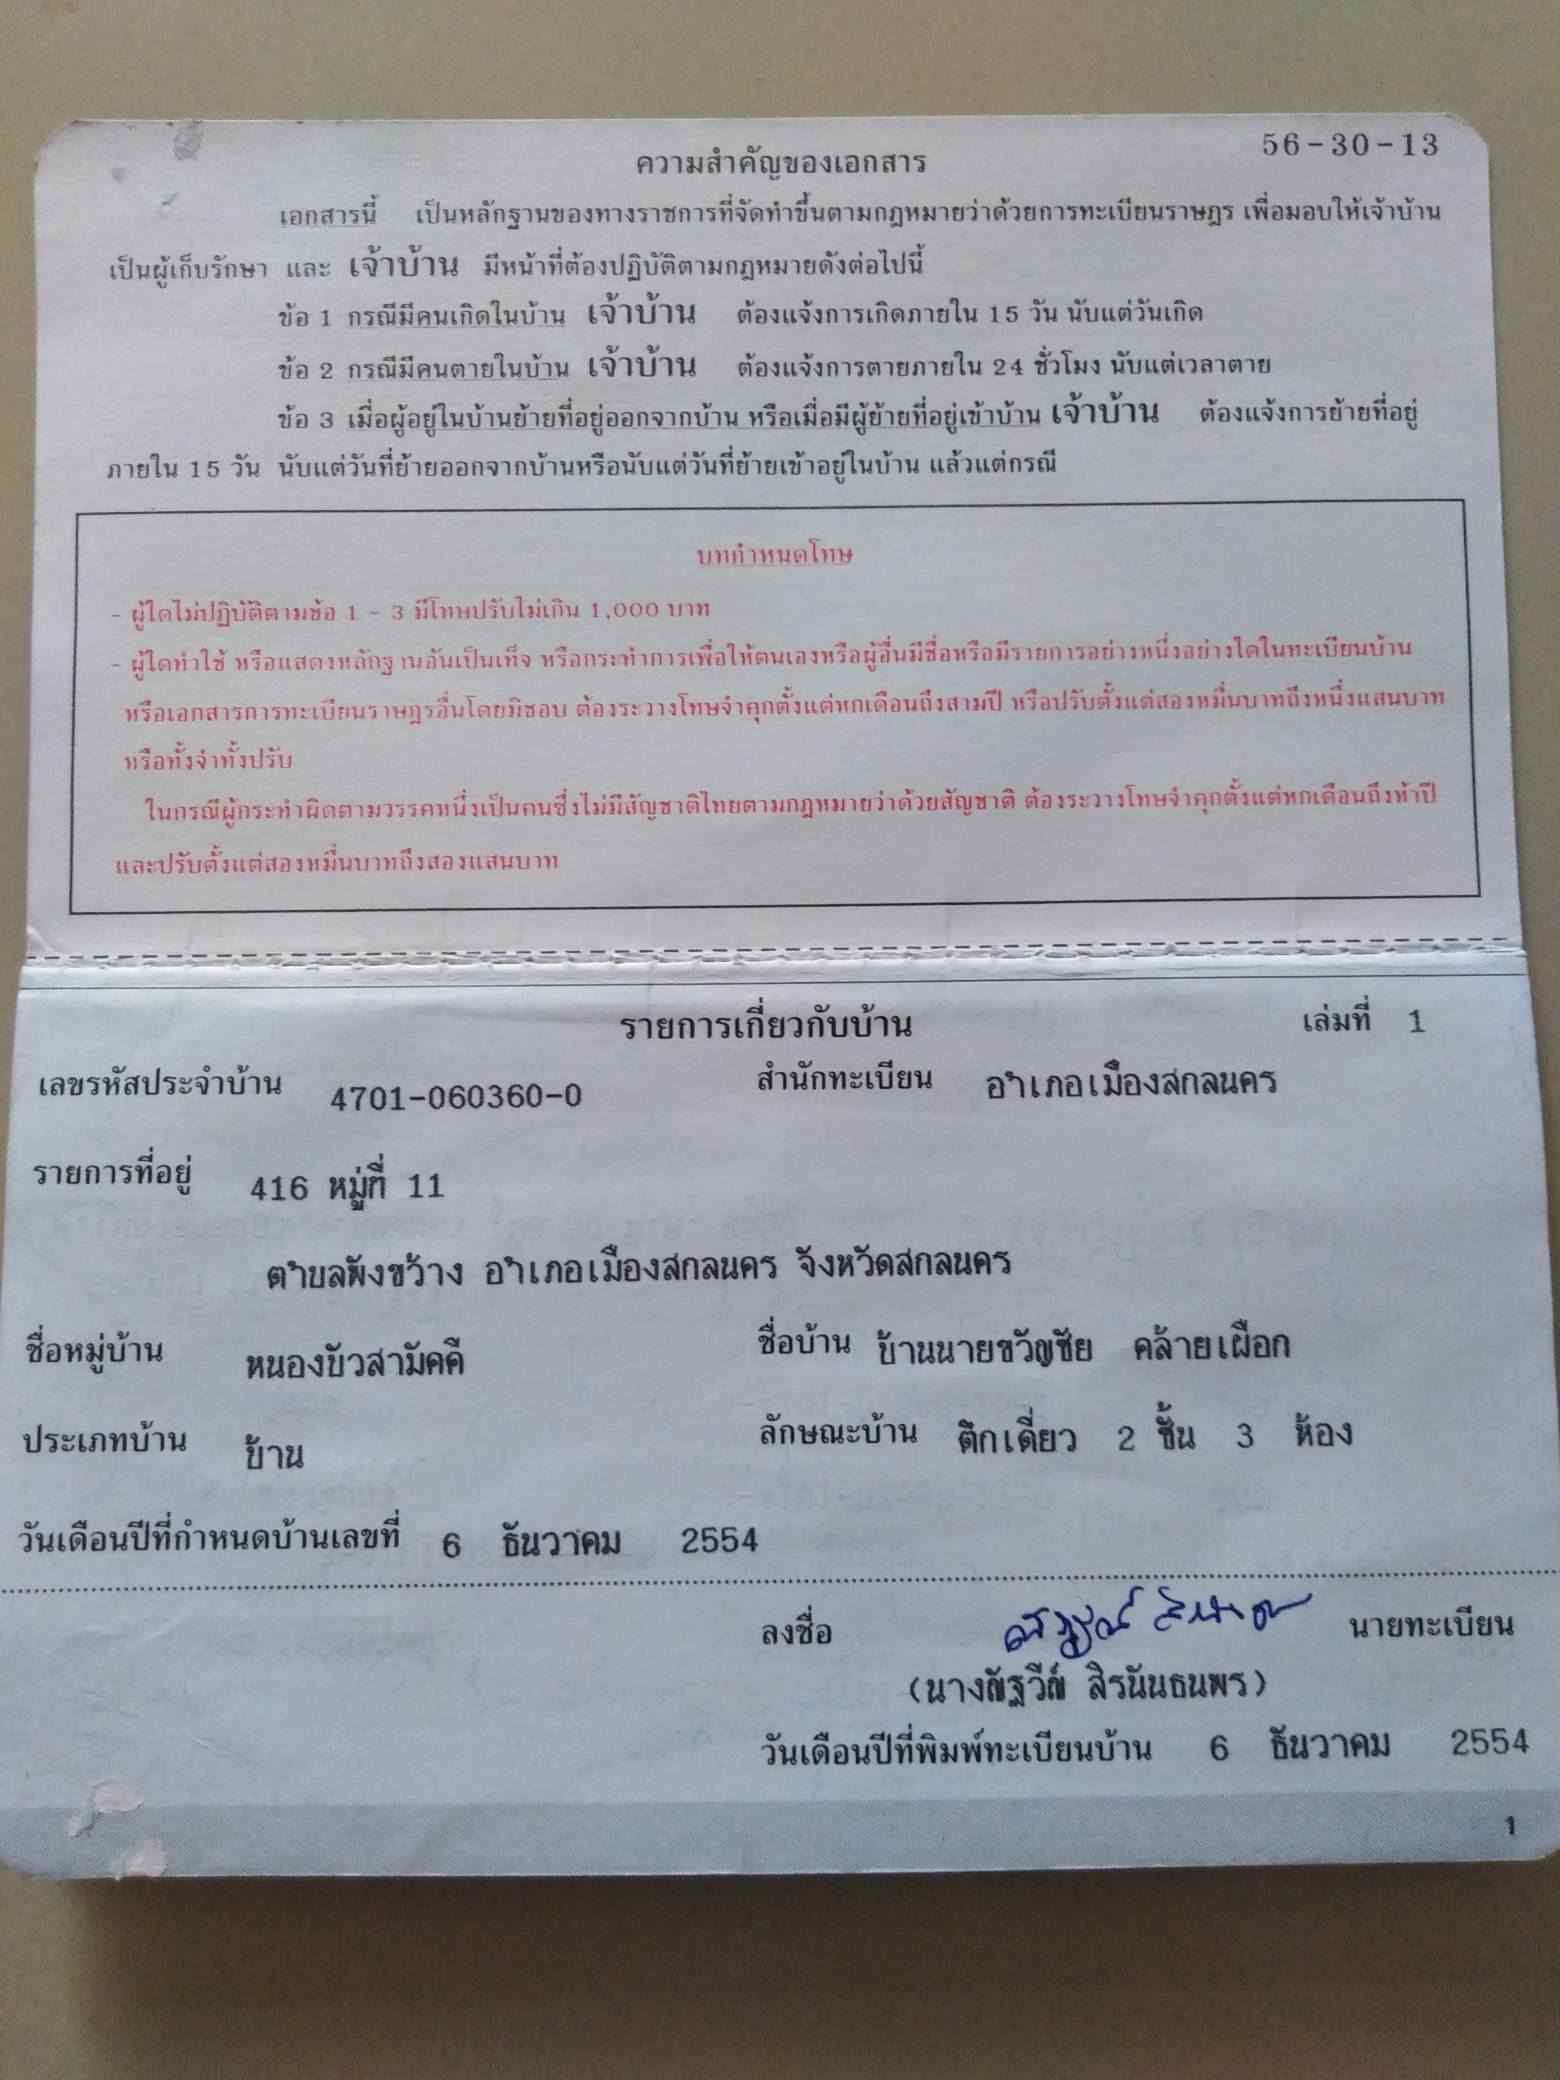 56-30-13
ความสำคัญของเอกสาร
เอกสารนี้ เป็นหลักฐานของทางราชการที่จัดทำขึ้นตามกฎหมายว่าด้วยการทะเบียนราษฎร เพื่อมอบให้เจ้าบ้าน
เป็นผู้เก็บรักษา และ เจ้าบ้าน มีหน้าที่ต้องปฏิบัติตามกฎหมายดังต่อไปนี้
ข้อ 1 กรณีมีคนเกิดในบ้าน เจ้าบ้าน ต้องแจ้งการเกิดภายใน 15 วัน นับแต่วันเกิด
ข้อ 2 กรณีมีคนตายในบ้าน เจ้าบ้าน ต้องแจ้งการตายภายใน 24 ชั่วโมง นับแต่เวลาตาย
ข้อ 3 เมื่อผู้อยู่ในบ้านย้ายที่อยู่ออกจากบ้าน หรือเมื่อมีผู้ย้ายที่อยู่เข้าบ้าน เจ้าบ้าน ต้องแจ้งการย้ายที่อยู่
ภายใน 15 วัน นับแต่วันที่ย้ายออกจากบ้านหรือนับแต่วันที่ย้ายเข้าอยู่ในบ้าน แล้วแต่กรณี
บทกำหนดโทษ
- ผู้ใดไม่ปฏิบัติตามข้อ 1 - 3 มีโทษปรับไม่เกิน 1,000 บาท
- ผู้ใดทำใช้ หรือแสดงหลักฐานอันเป็นเท็จ หรือกระทำการเพื่อให้ตนเองหรือผู้อื่นมีชื่อหรือมีรายการอย่างหนึ่งอย่างใดในทะเบียนบ้าน
หรือเอกสารการทะเบียนราษฎรอื่นโดยมิชอบ ต้องระวางโทษจำคุกตั้งแต่หกเดือนถึงสามปี หรือปรับตั้งแต่สองหมื่นบาทถึงหนึ่งแสนบาท
หรือทั้งจำทั้งปรับ
ในกรณีผู้กระทำผิดตามวรรคหนึ่งเป็นคนซึ่งไม่มีสัญชาติไทยตามกฎหมายว่าด้วยสัญชาติ ต้องระวางโทษจำคุกตั้งแต่หกเดือนถึงห้าปี
และปรับตั้งแต่สองหมื่นบาทถึงสองแสนบาท
รายการเกี่ยวกับบ้าน เล่มที่ 1
เลขรหัสประจำบ้าน 4701-060360-0 สำนักทะเบียน อำเภอเมืองสกลนคร
รายการที่อยู่ 416 หมู่ที่ 11
ตำบลพังขว้าง อำเภอเมืองสกลนคร จังหวัดสกลนคร
ชื่อหมู่บ้าน หนองบัวสามัคคี ชื่อบ้าน บ้านนายขวัญชัย คล้ายเผือก
ประเภทบ้าน บ้าน ลักษณะบ้าน ตึกเดี่ยว 2 ชั้น 3 ห้อง
วันเดือนปีที่กำหนดบ้านเลขที่ 6 ธันวาคม 2554
ลงชื่อ นายทะเบียน
(นางณัฐวีณ์ สิรนันธนพร)
วันเดือนปีที่พิมพ์ทะเบียนบ้าน 6 ธันวาคม 2554
1